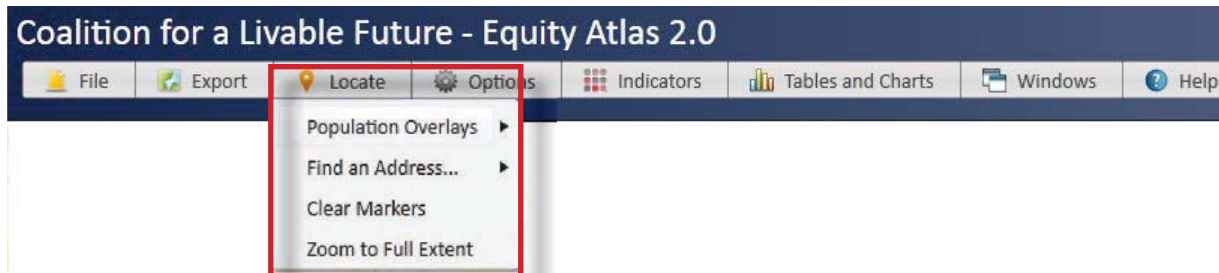 Coalition for a Livable Future - Equity Atlas 2.0
File Export Locate Options Indicators Tables and Charts Windows Help
Population Overlays
Find an Address...
Clear Markers
Zoom to Full Extent